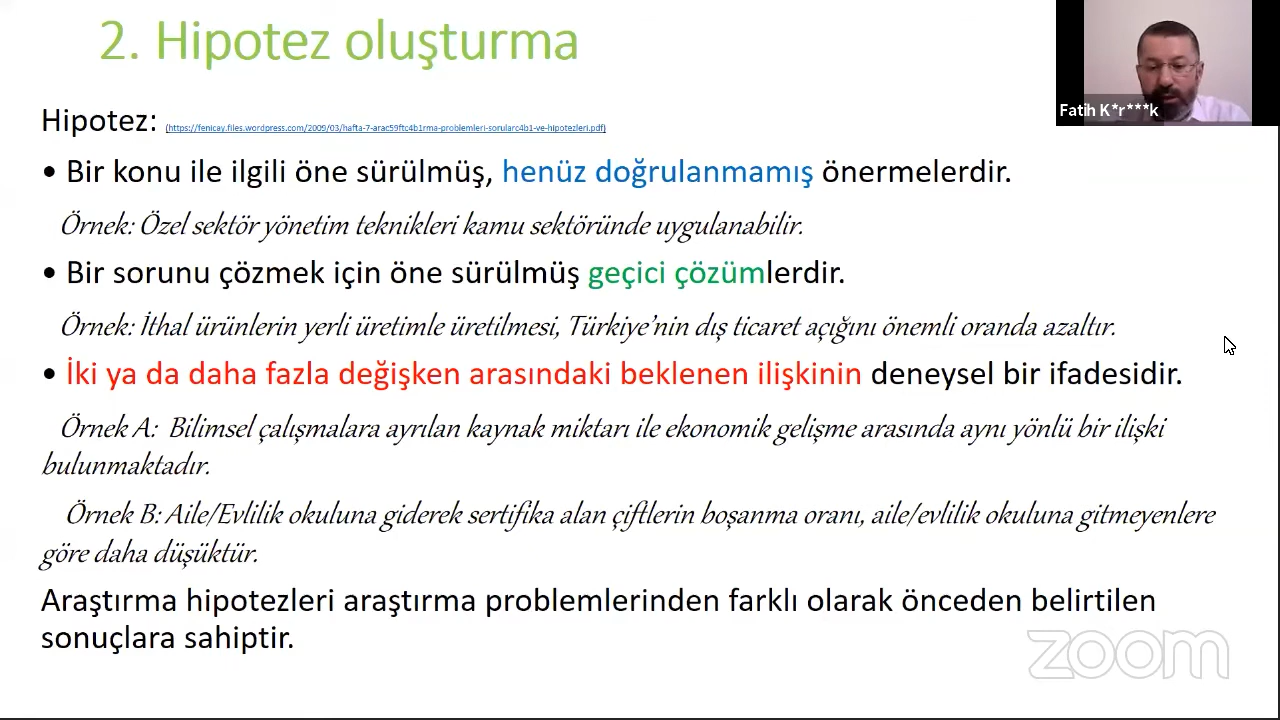 2. Hipotez oluşturma
Fatih K*r***k
Hipotez: (https://fenicay.files.wordpress.com/2009/03/hafta-7-arac59ftc4b1rma-problemleri-sorularc4b1-ve-hipotezleri.pdf)
• Bir konu ile ilgili öne sürülmüş, henüz doğrulanmamış önermelerdir.
Örnek: Özel sektör yönetim teknikleri kamu sektöründe uygulanabilir.
• Bir sorunu çözmek için öne sürülmüş geçici çözümlerdir.
Örnek: İthal ürünlerin yerli üretimle üretilmesi, Türkiye'nin dış ticaret açığını önemli oranda azaltır.
• İki ya da daha fazla değişken arasındaki beklenen ilişkinin deneysel bir ifadesidir.
Örnek A: Bilimsel çalışmalara ayrılan kaynak miktarı ile ekonomik gelişme arasında aynı yönlü bir ilişki
bulunmaktadır.
Örnek B: Aile/Evlilik okuluna giderek sertifika alan çiftlerin boşanma oranı, aile/evlilik okuluna gitmeyenlere
göre daha düşüktür.
Araştırma hipotezleri araştırma problemlerinden farklı olarak önceden belirtilen
sonuçlara sahiptir.
zoom